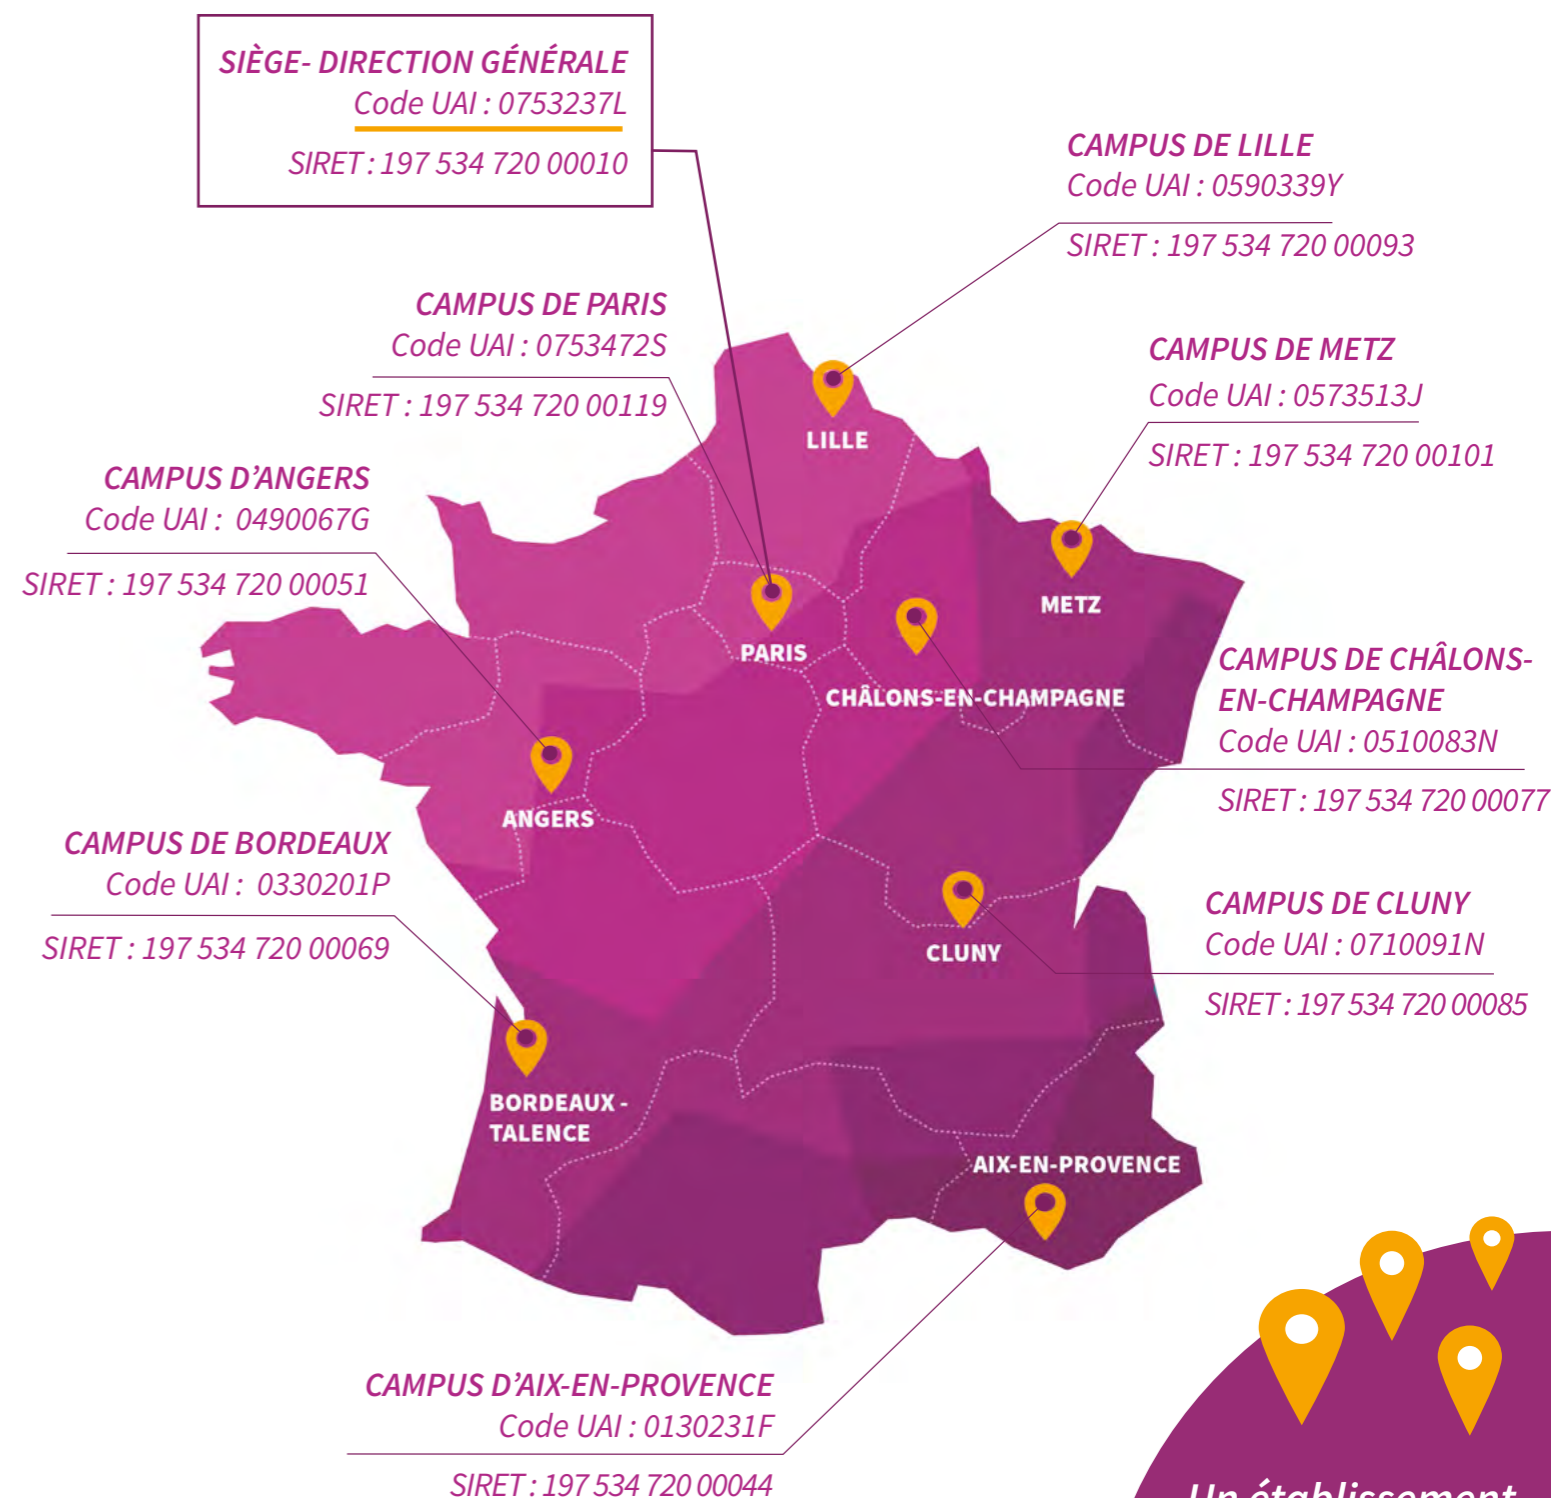 SIÈGE- DIRECTION GÉNÉRALE
Code UAI : 0753237L
SIRET : 197 534 720 00010
CAMPUS DE LILLE
Code UAI : 0590339Y
SIRET : 197 534 720 00093
CAMPUS DE PARIS
Code UAI : 0753472S
SIRET : 197 534 720 00119
CAMPUS DE METZ
Code UAI : 0573513J
SIRET : 197 534 720 00101
CAMPUS D’ANGERS
Code UAI : 0490067G
SIRET : 197 534 720 00051
LILLE
METZ
PARIS
CHÂLONS-EN-CHAMPAGNE
CAMPUS DE CHÂLONS-
EN-CHAMPAGNE
Code UAI : 0510083N
SIRET : 197 534 720 00077
ANGERS
CAMPUS DE BORDEAUX
Code UAI : 0330201P
SIRET : 197 534 720 00069
CLUNY
CAMPUS DE CLUNY
Code UAI : 0710091N
SIRET : 197 534 720 00085
BORDEAUX -
TALENCE
AIX-EN-PROVENCE
CAMPUS D’AIX-EN-PROVENCE
Code UAI : 0130231F
SIRET : 197 534 720 00044
Un établissement